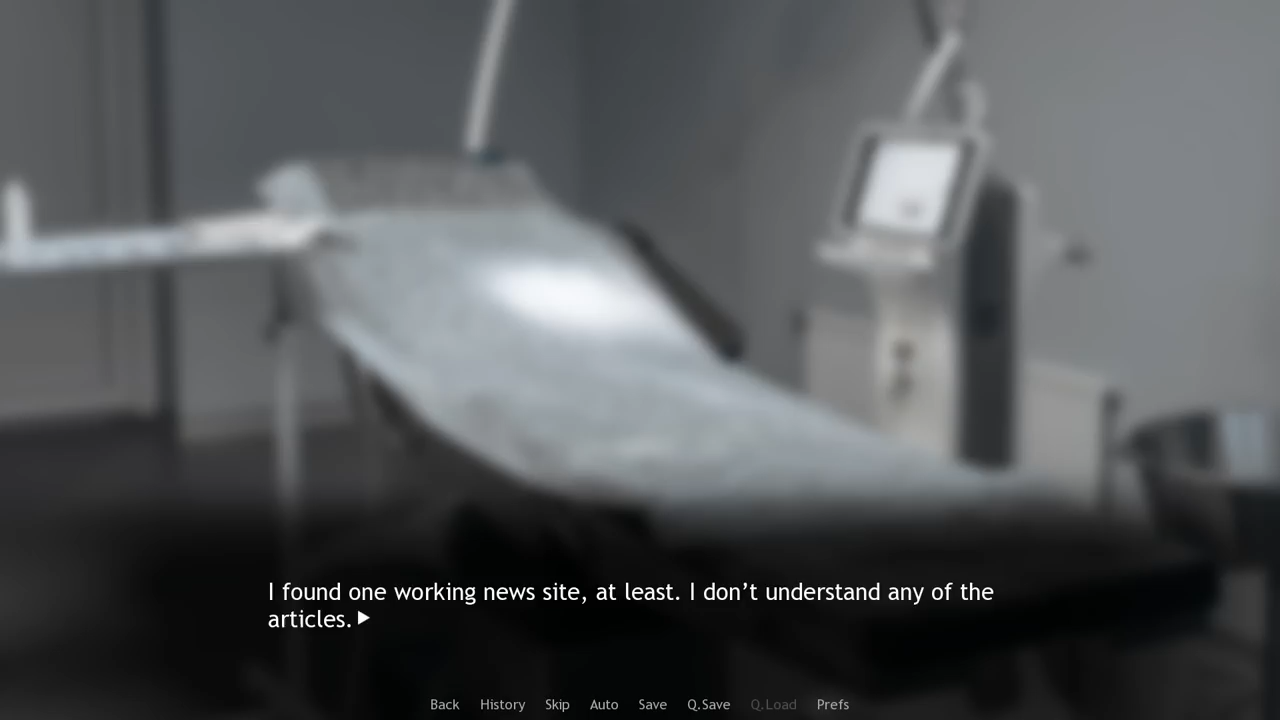 I found one working news site, at least. I don’t understand any of the
articles.
Back History Skip Auto Save Q.Save Q.Load Prefs